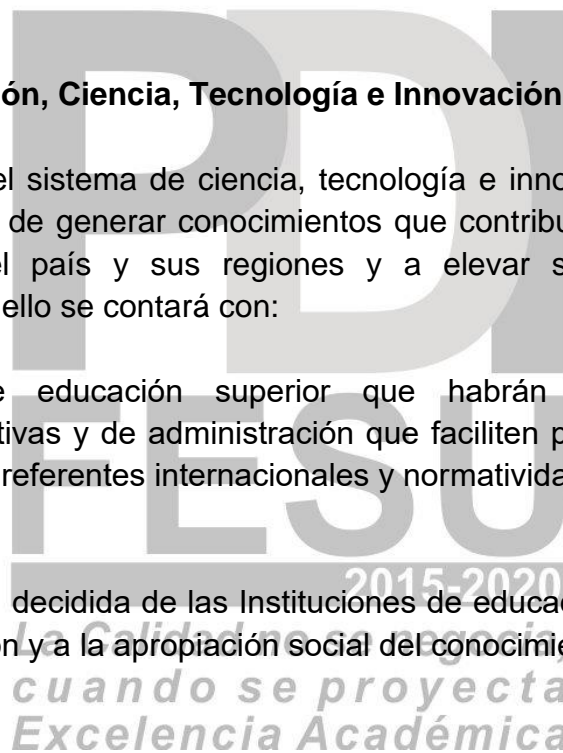 ón, Ciencia, Tecnología e Innovación
el sistema de ciencia, tecnología e inno
de generar conocimientos que contribu
el país y sus regiones y a elevar s
ello se contará con:
e educación superior que habrán
tivas y de administración que faciliten p
referentes internacionales y normativida
decidida de las Instituciones de educac
ón y a la apropiación social del conocimie
PDI
FESU
2015-2020
La Calidad no se negocia,
cuando se proyecta
Excelencia Académica